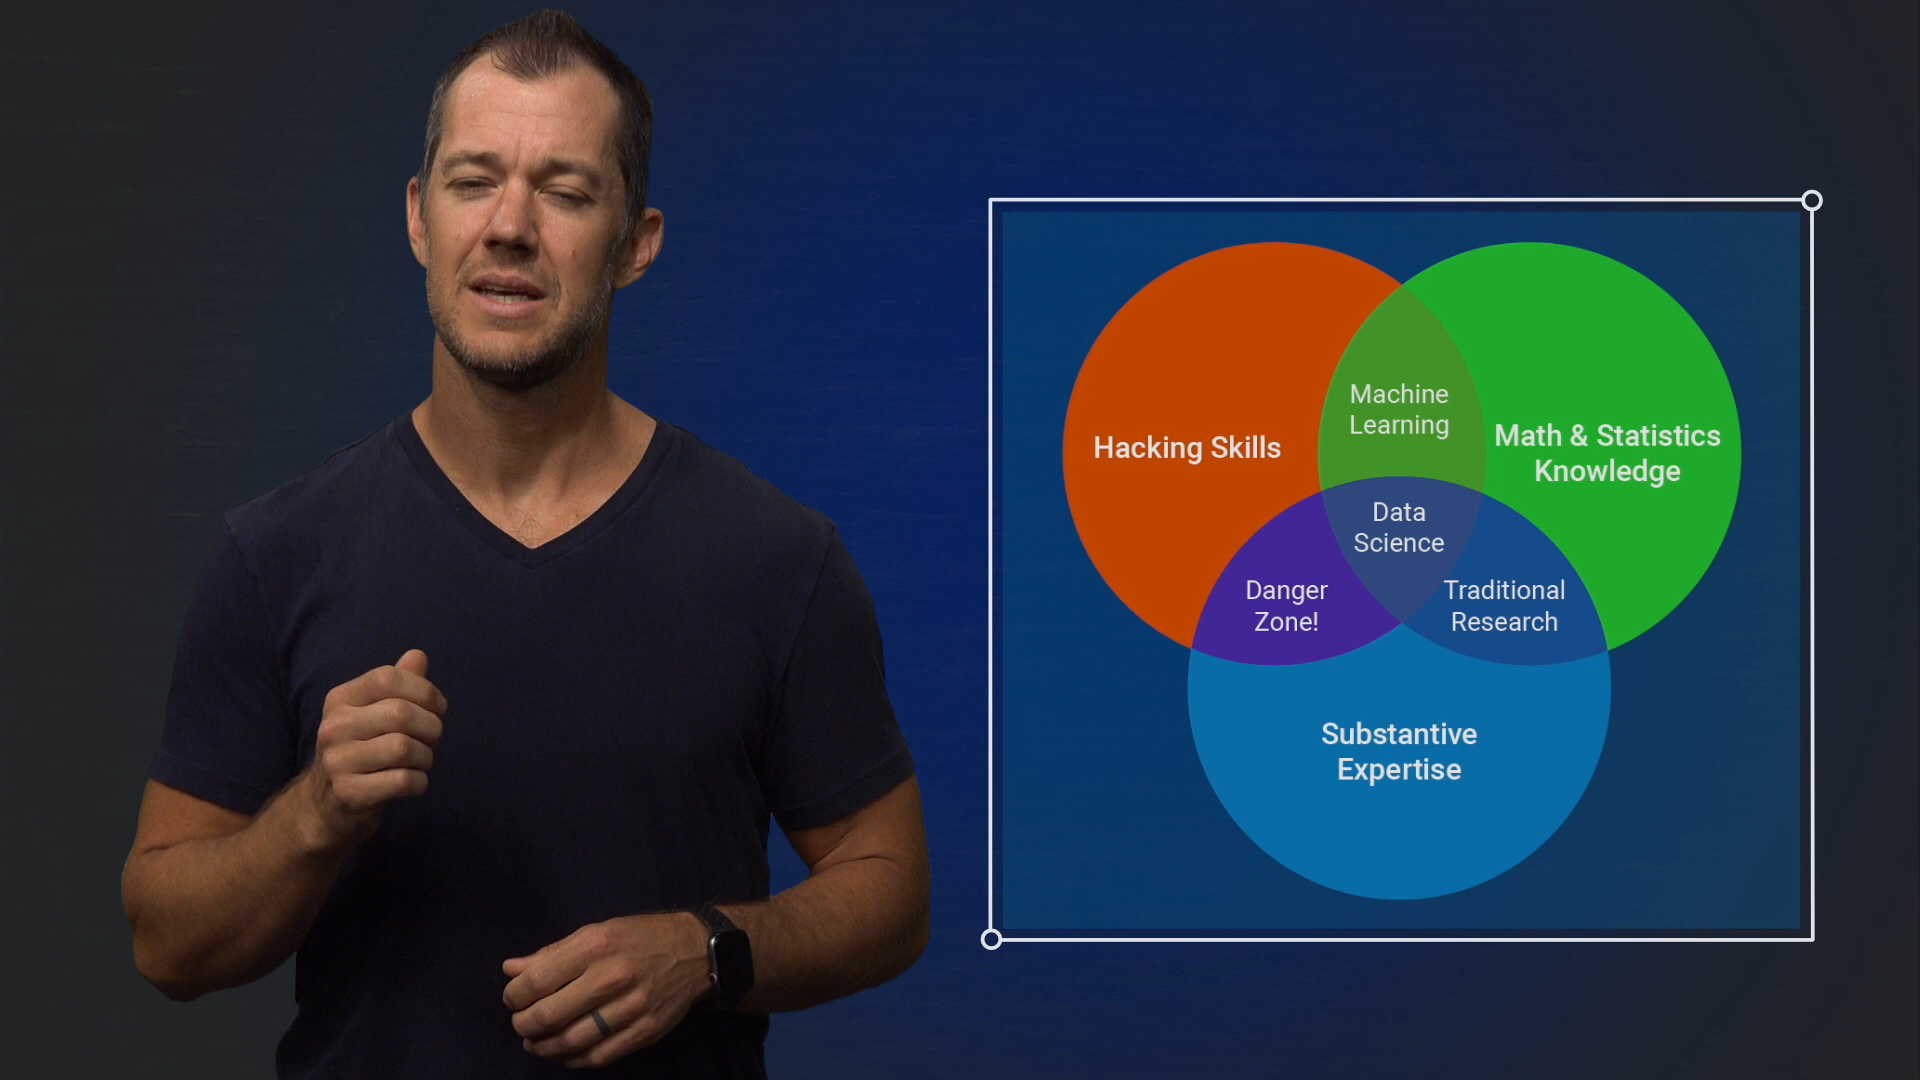 Machine
Learning
Hacking Skills
Math & Statistics
Knowledge
Data
Science
Danger
Zone!
Traditional
Research
Substantive
Expertise